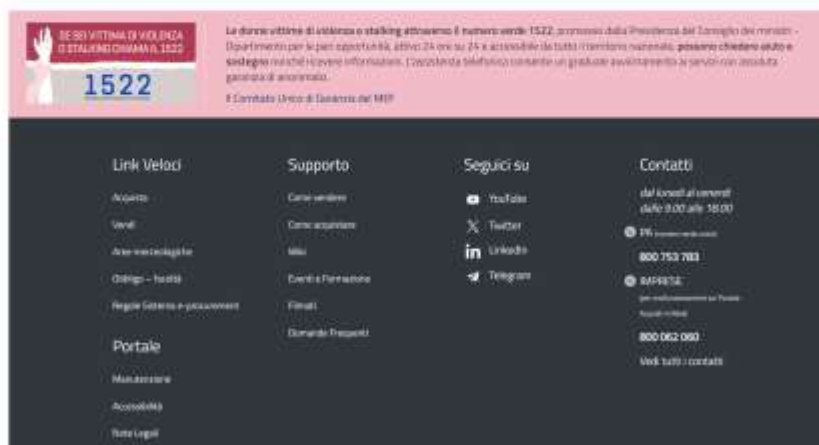 SE SEI VITTIMA DI VIOLENZA
O STALKING CHIAMA IL 1522
1522
Le donne vittime di violenza o stalking attraverso il numero verde 1522, promosso dalla Presidenza del Consiglio dei ministri -
Dipartimento per le pari opportunità, attivo 24 ore su 24 e accessibile da tutto il territorio nazionale, possono chiedere aiuto e
sostegno nonché ricevere informazioni. L'assistenza telefonica consente un graduale avvicinamento ai servizi con assoluta
garanzia di anonimato.
Il Comitato Unico di Garanzia del MEF
Link Veloci
Acquista
Vendi
Aree merceologiche
Obbligo - facoltà
Regole Sistema e-procurement
Portale
Manutenzione
Accessibilità
Note Legali
Supporto
Come vendere
Come acquistare
Wiki
Eventi e Formazione
Filmati
Domande Frequenti
Seguici su
YouTube
Twitter
LinkedIn
Telegram
Contatti
dal lunedì al venerdì
dalle 9.00 alle 18.00
PA
800 753 783
IMPRESE
800 062 060
Vedi tutti i contatti